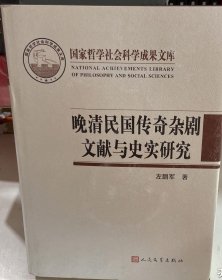 国家哲学社会科学成果文库
NATIONAL ACHIEVEMENTS LIBRARY
OF PHILOSOPHY AND SOCIAL SCIENCES
晚清民国传奇杂剧
文献与史实研究
左鹏军 著
人民文学出版社